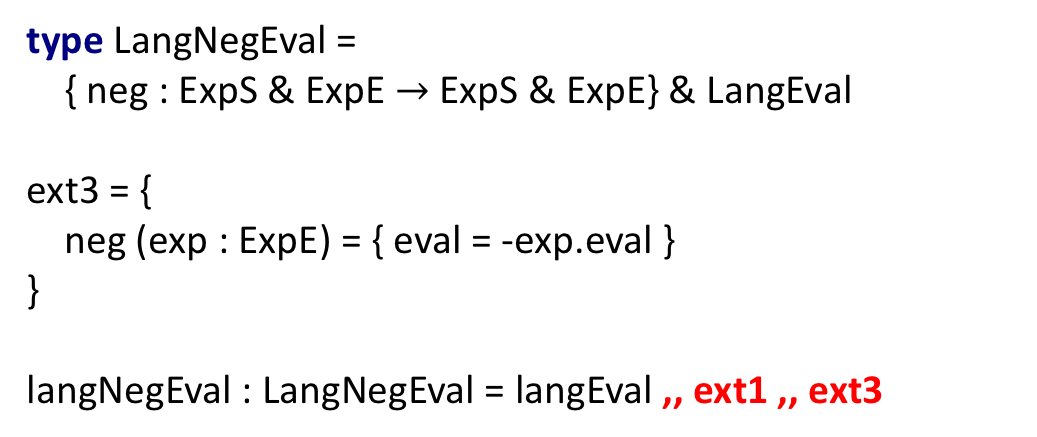 type LangNegEval =
{ neg : ExpS & ExpE → ExpS & ExpE} & LangEval
ext3 = {
neg (exp : ExpE) = { eval = -exp.eval }
}
langNegEval : LangNegEval = langEval ,, ext1 ,, ext3